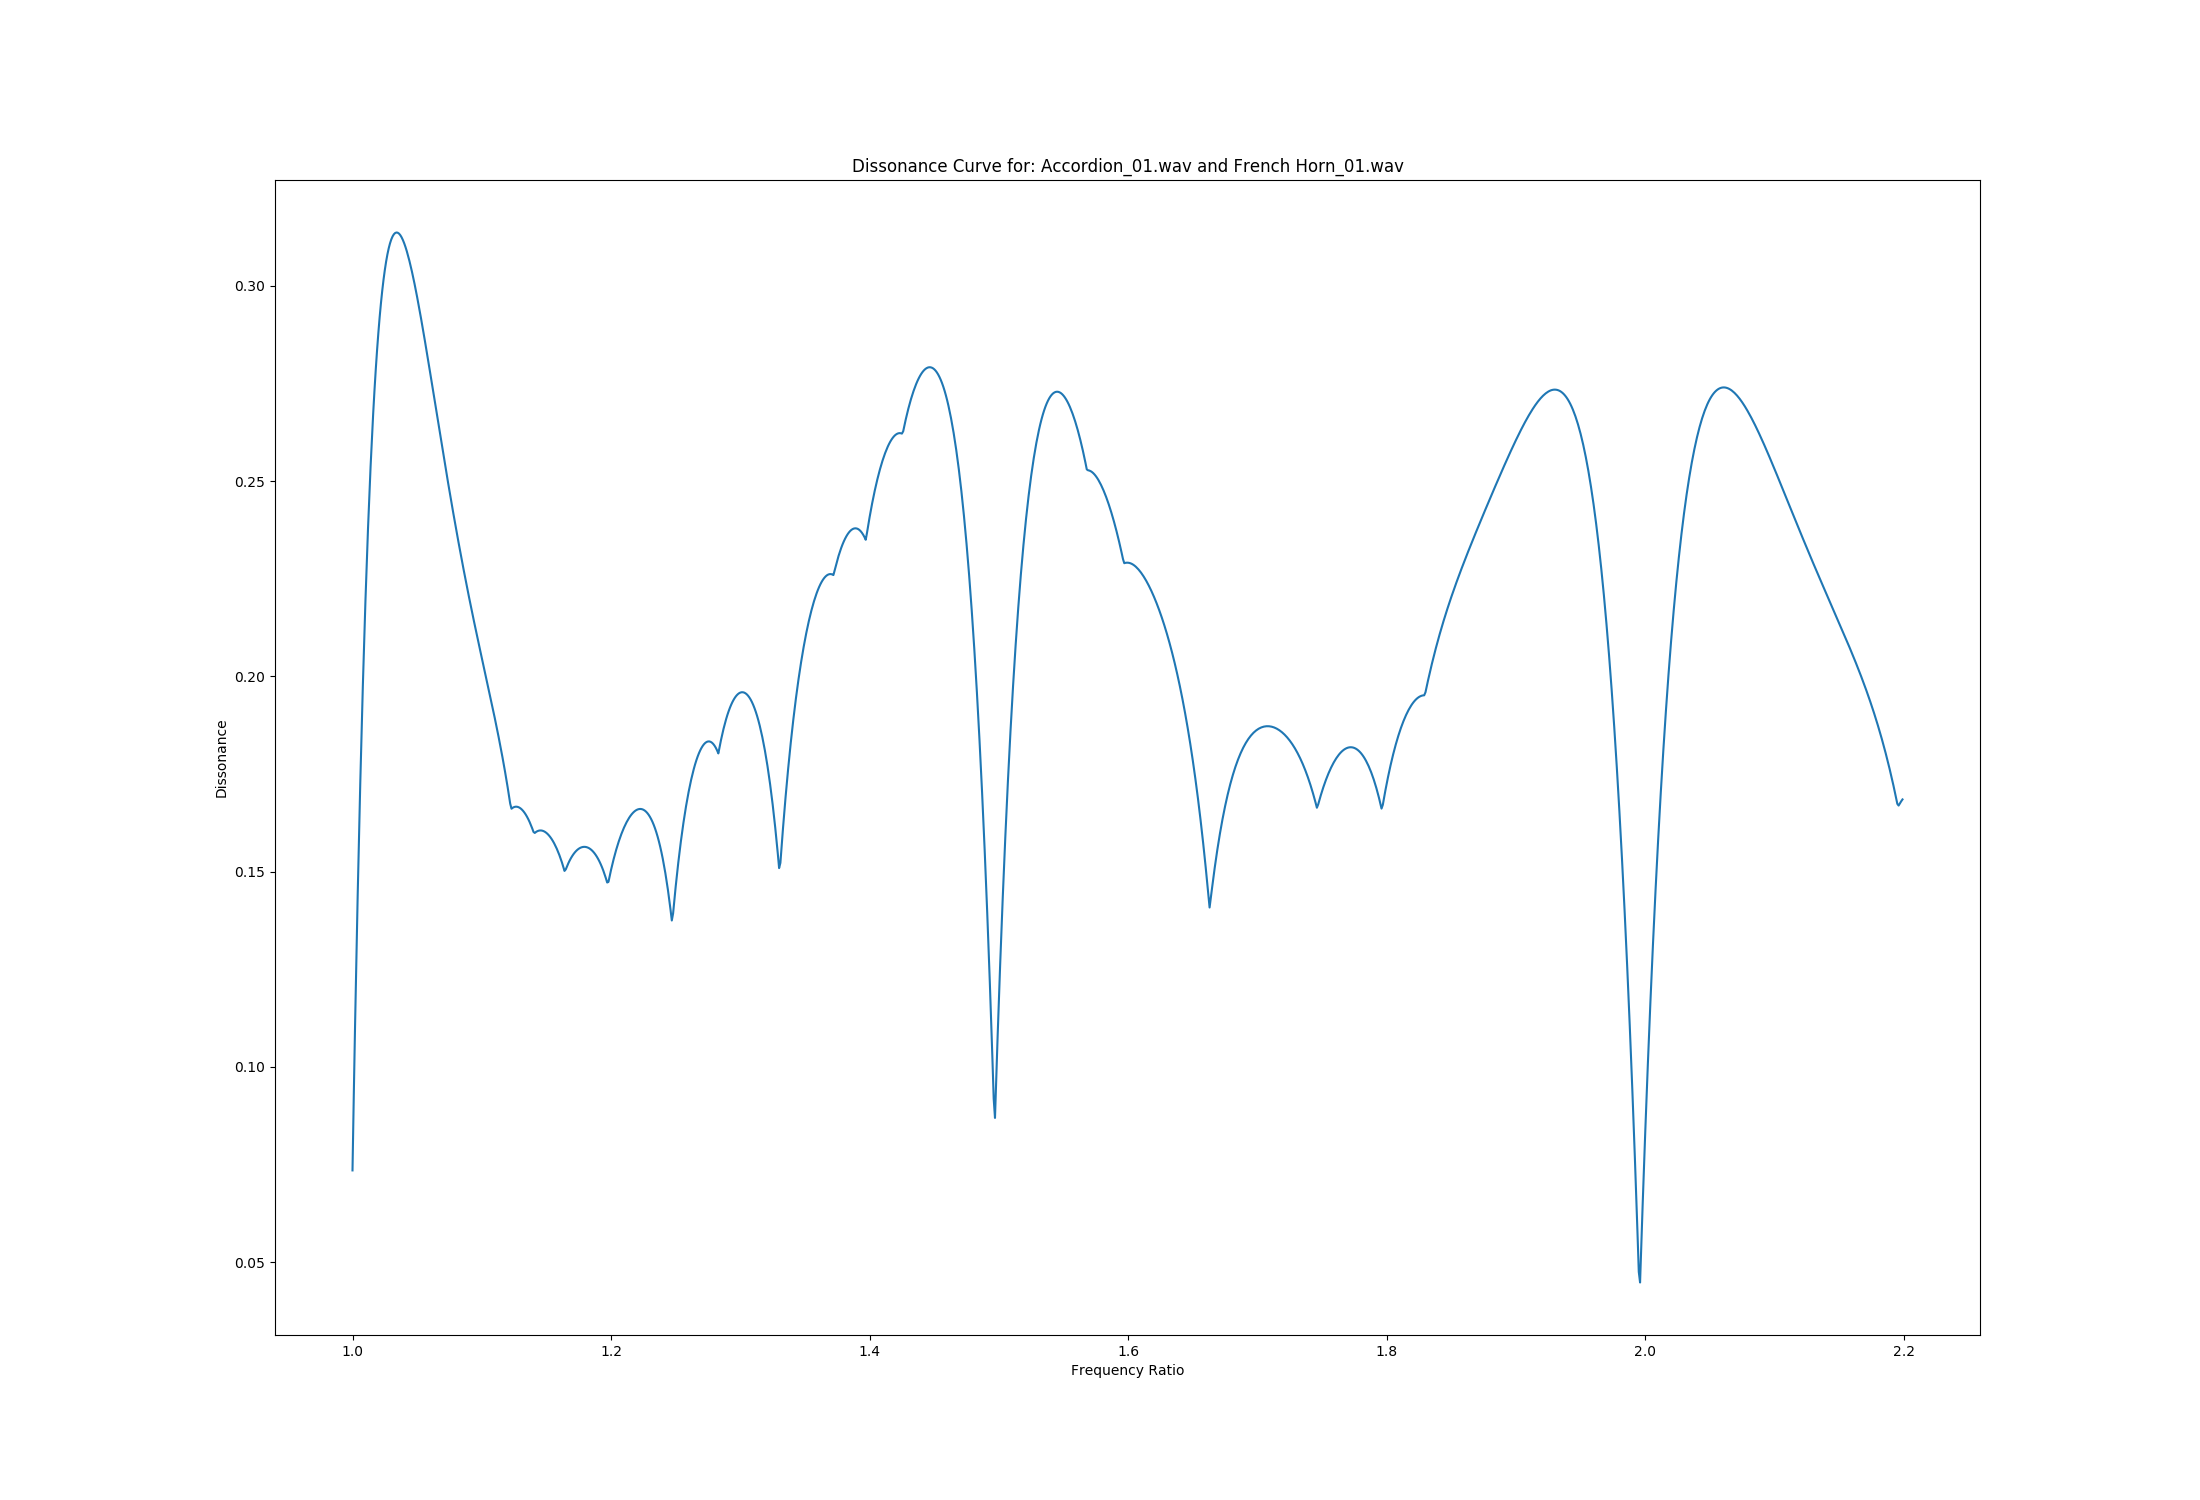 Dissonance Curve for: Accordion_01.wav and French Horn_01.wav
Dissonance
0.30
0.25
0.20
0.15
0.10
0.05
1.0 1.2 1.4 1.6 1.8 2.0 2.2
Frequency Ratio